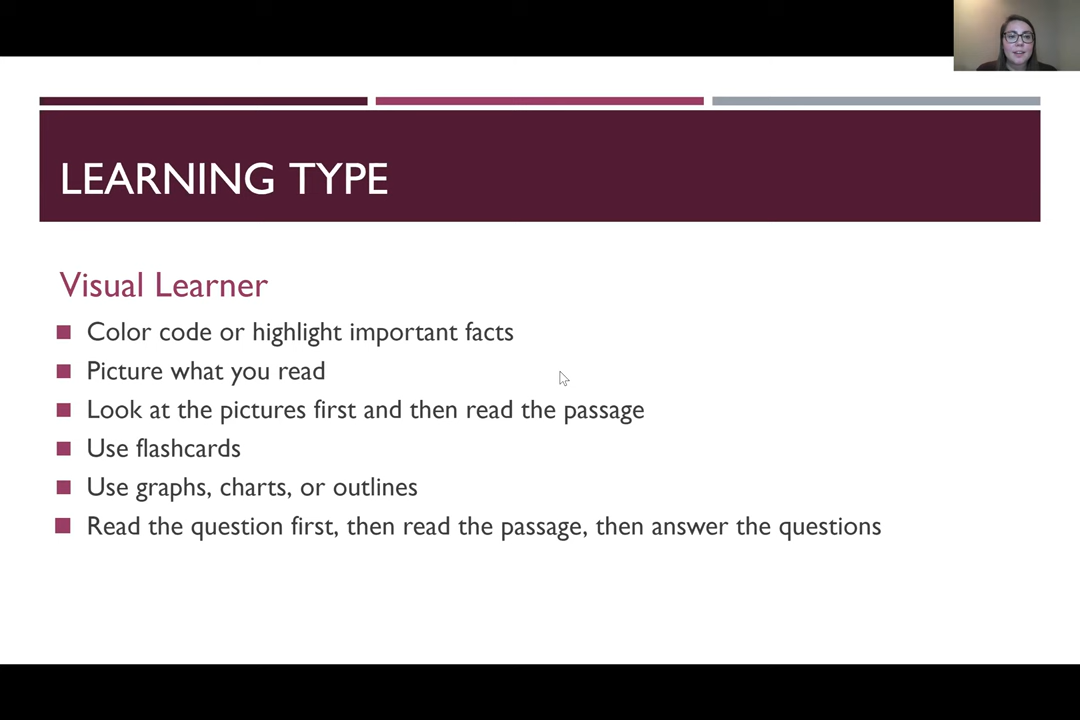 LEARNING TYPE
Visual Learner
Color code or highlight important facts
Picture what you read
Look at the pictures first and then read the passage
Use flashcards
Use graphs, charts, or outlines
Read the question first, then read the passage, then answer the questions